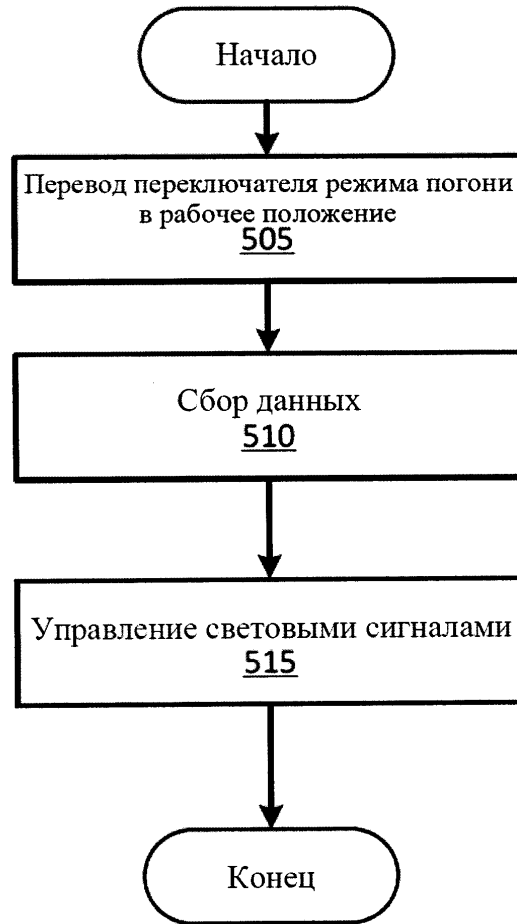 Начало
Перевод переключателя режима погони
в рабочее положение
505
Сбор данных
510
Управление световыми сигналами
515
Конец